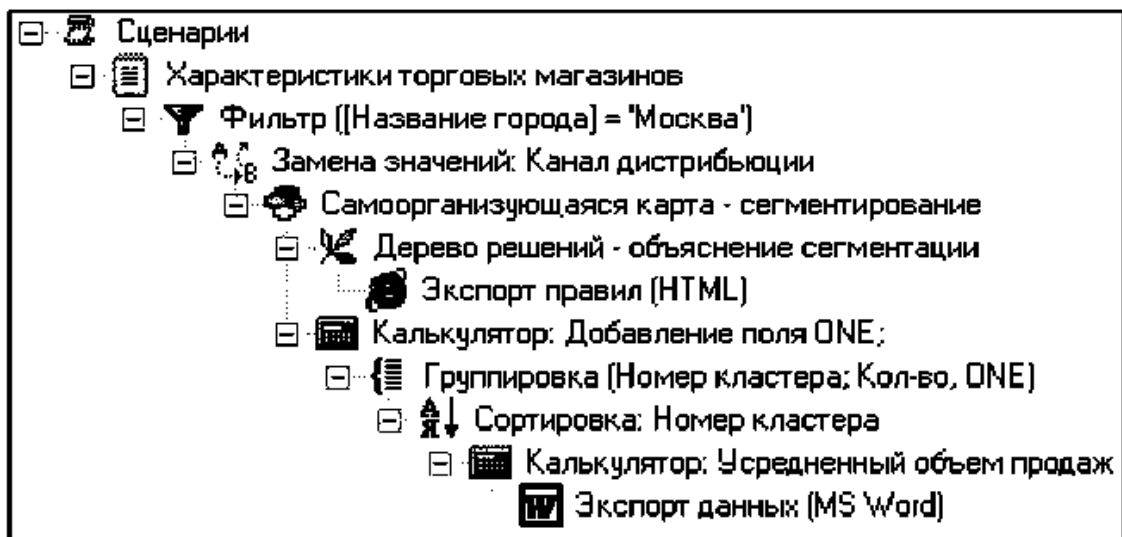 Сценарии
Характеристики торговых магазинов
Фильтр ([Название города] = 'Москва')
Замена значений: Канал дистрибьюции
Самоорганизующаяся карта - сегментирование
Дерево решений - объяснение сегментации
Экспорт правил (HTML)
Калькулятор: Добавление поля ONE;
Группировка (Номер кластера; Кол-во, ONE)
Сортировка: Номер кластера
Калькулятор: Усредненный объем продаж
Экспорт данных (MS Word)